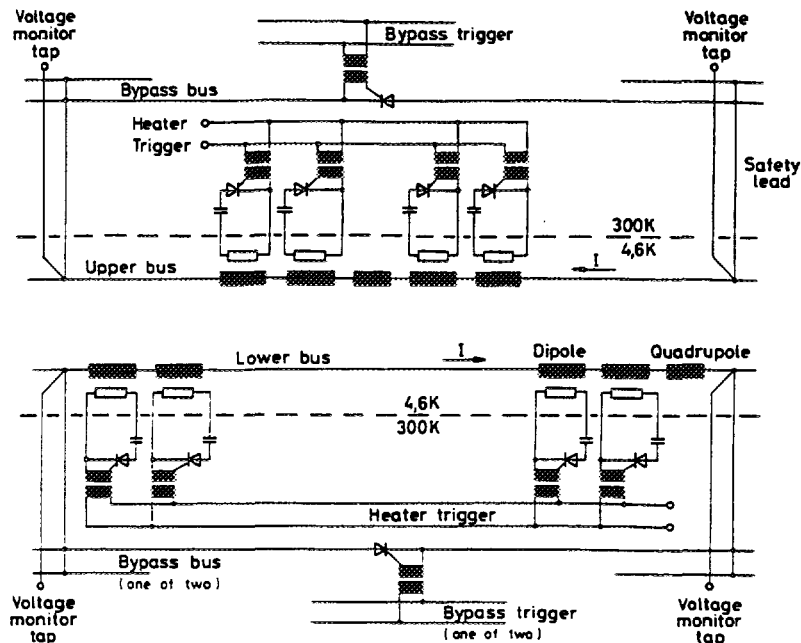 Voltage
monitor
tap
Bypass trigger
Voltage
monitor
tap
Bypass bus
Heater
Trigger
Safety
lead
300K
4,6K
Upper bus
I
Lower bus
I
Dipole
Quadrupole
4,6K
300K
Heater trigger
Bypass bus
(one of two)
Voltage
monitor
tap
Bypass trigger
(one of two)
Voltage
monitor
tap